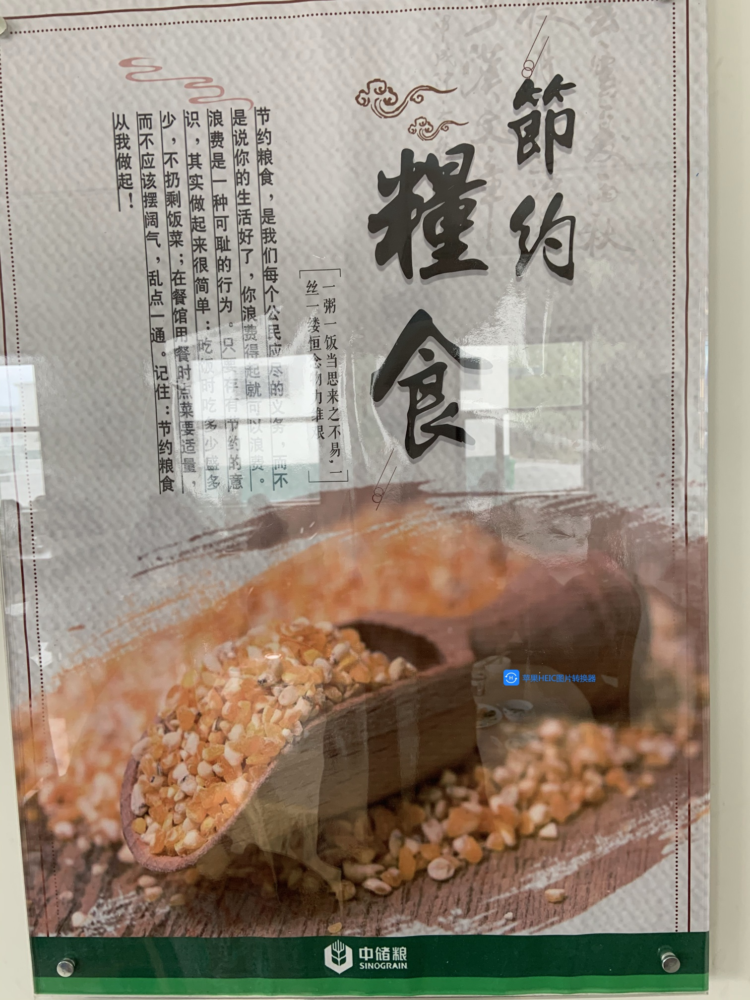 節约
糧食
一粥一饭当思来之不易，一
丝一缕恒念物力维艰
节约粮食，是我们每个公民应尽的义务，而不
是说你的生活好了，你浪费得起就可以浪费。
浪费是一种可耻的行为。只要存有节约的意
识，其实做起来很简单：吃饭时吃多少盛多
少，不扔剩饭菜；在餐馆用餐时点菜要适量，
而不应该摆阔气，乱点一通。记住：节约粮食
从我做起！
苹果HEIC图片转换器
中储粮
SINOGRAIN